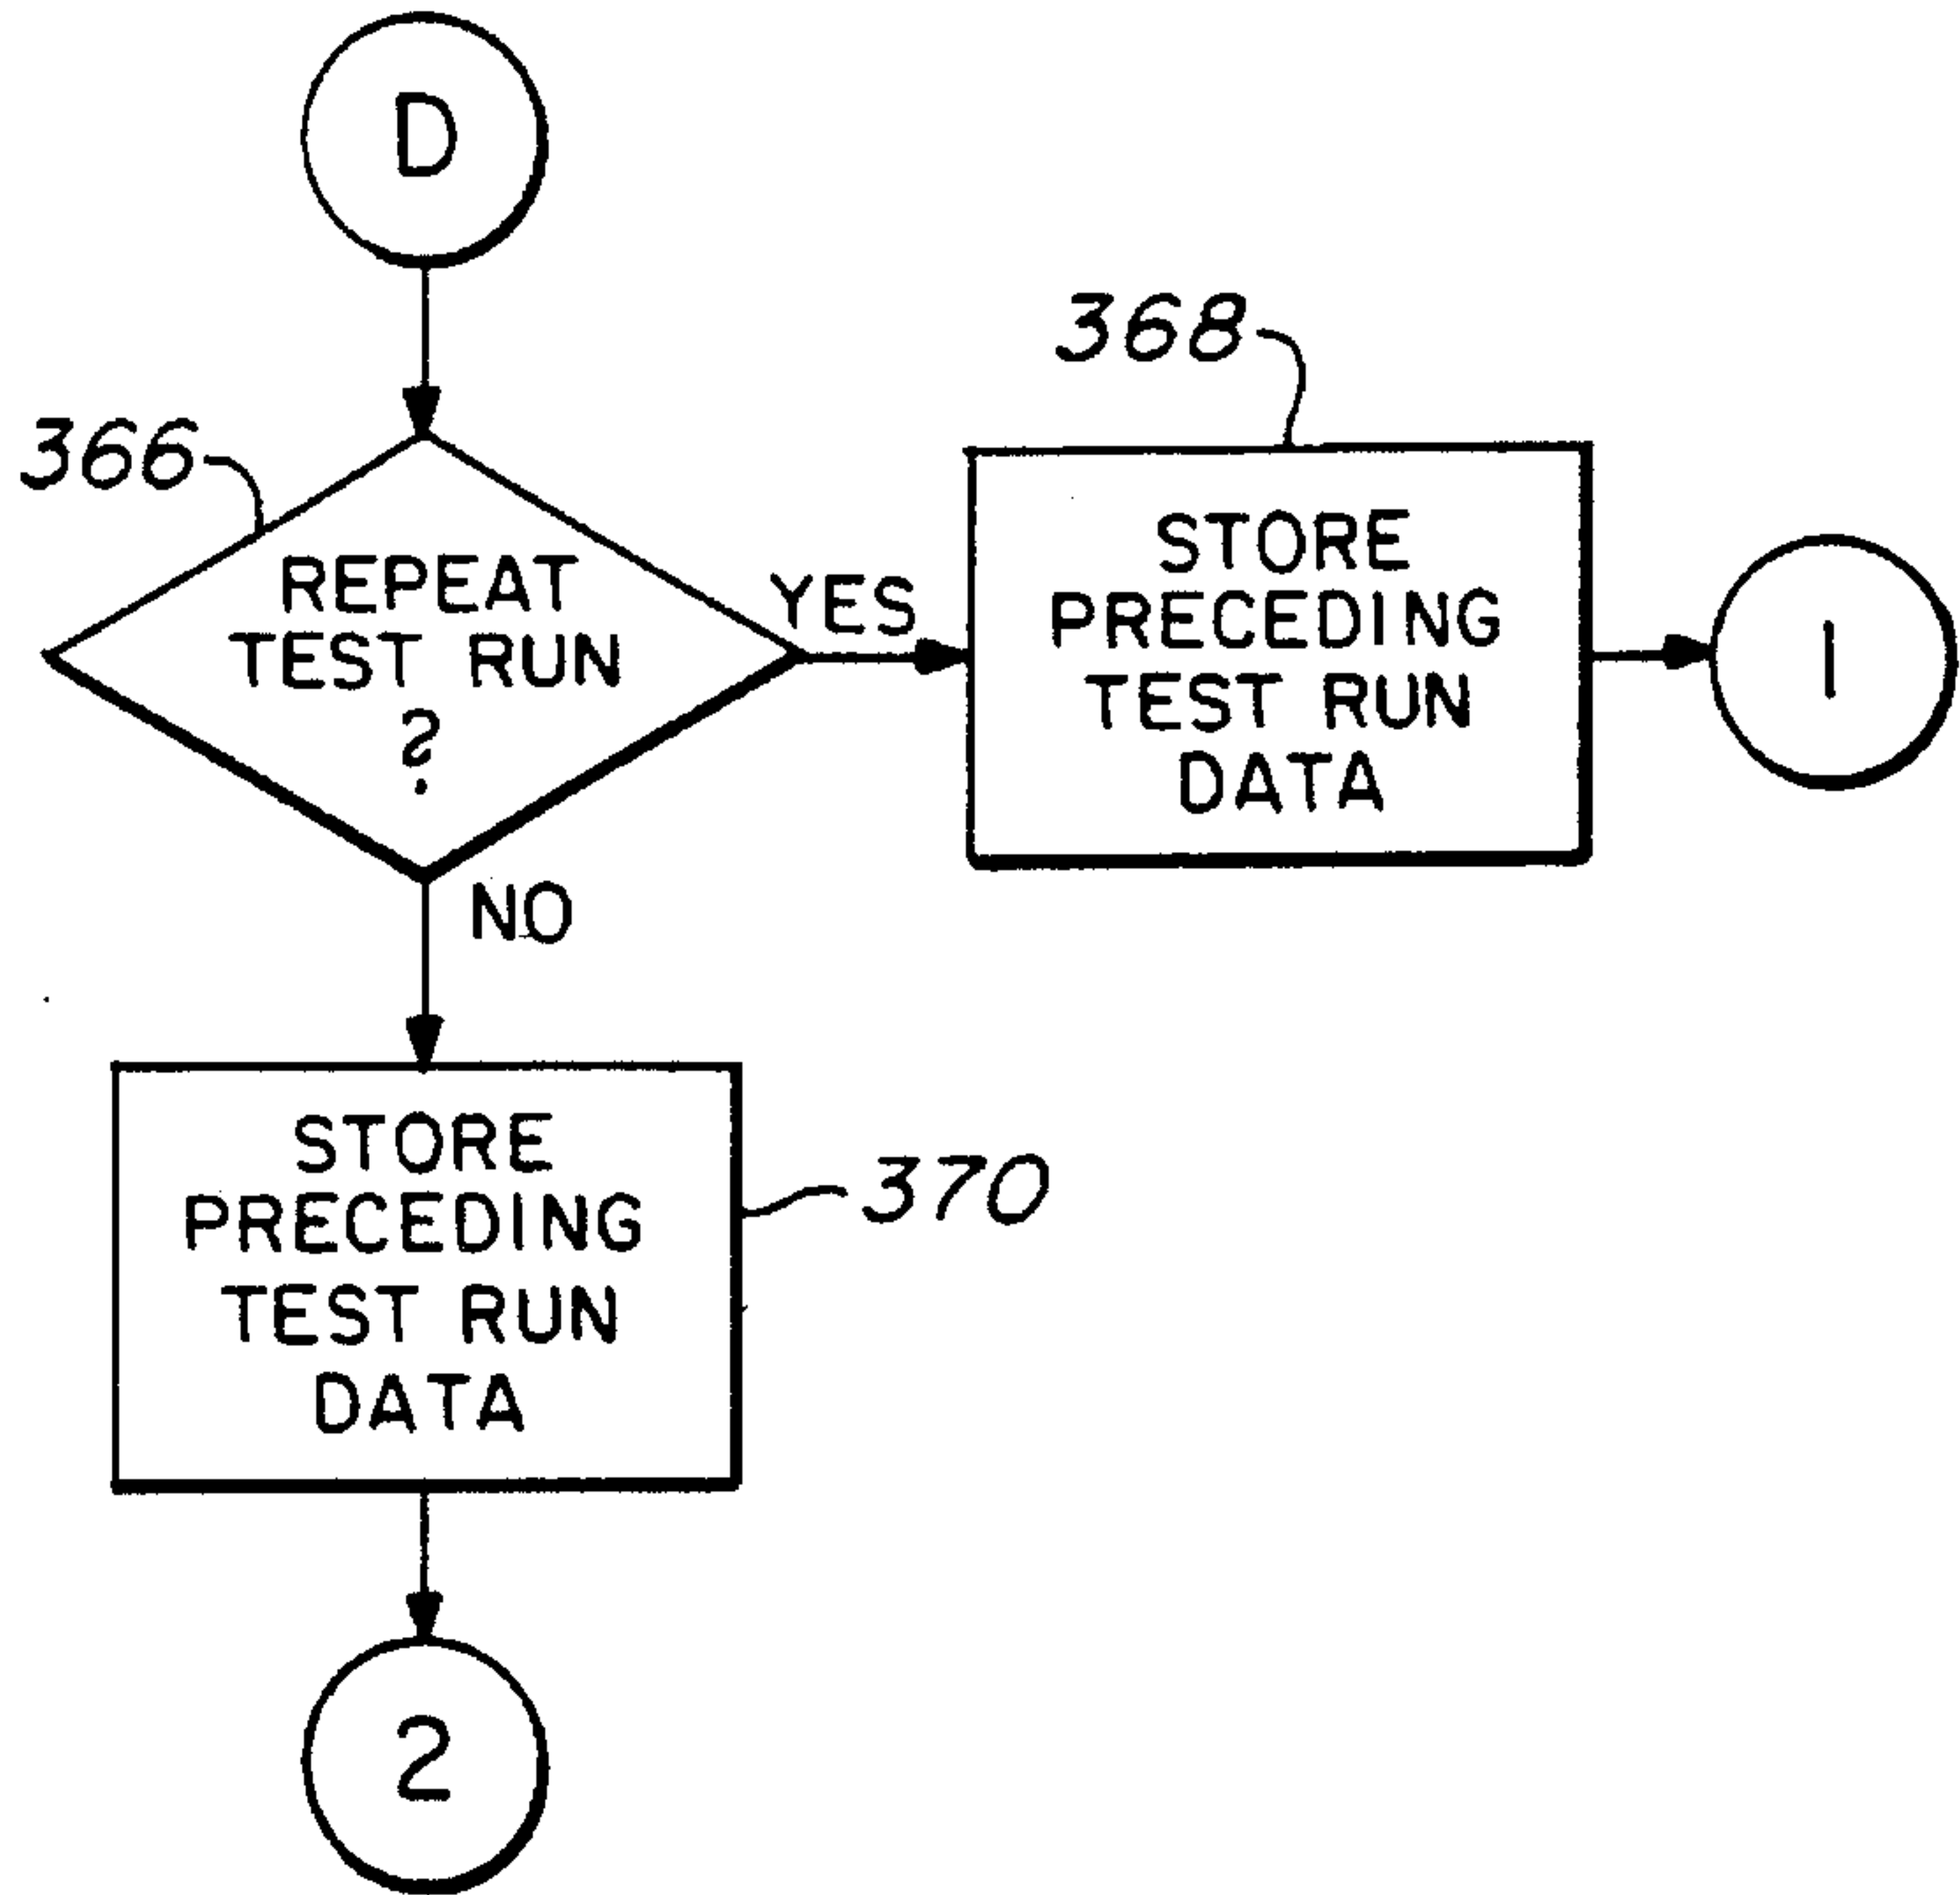 D
368
366
REPEAT
TEST RUN
?
YES
STORE
PRECEDING
TEST RUN
DATA
1
NO
STORE
PRECEDING
TEST RUN
DATA
370
2